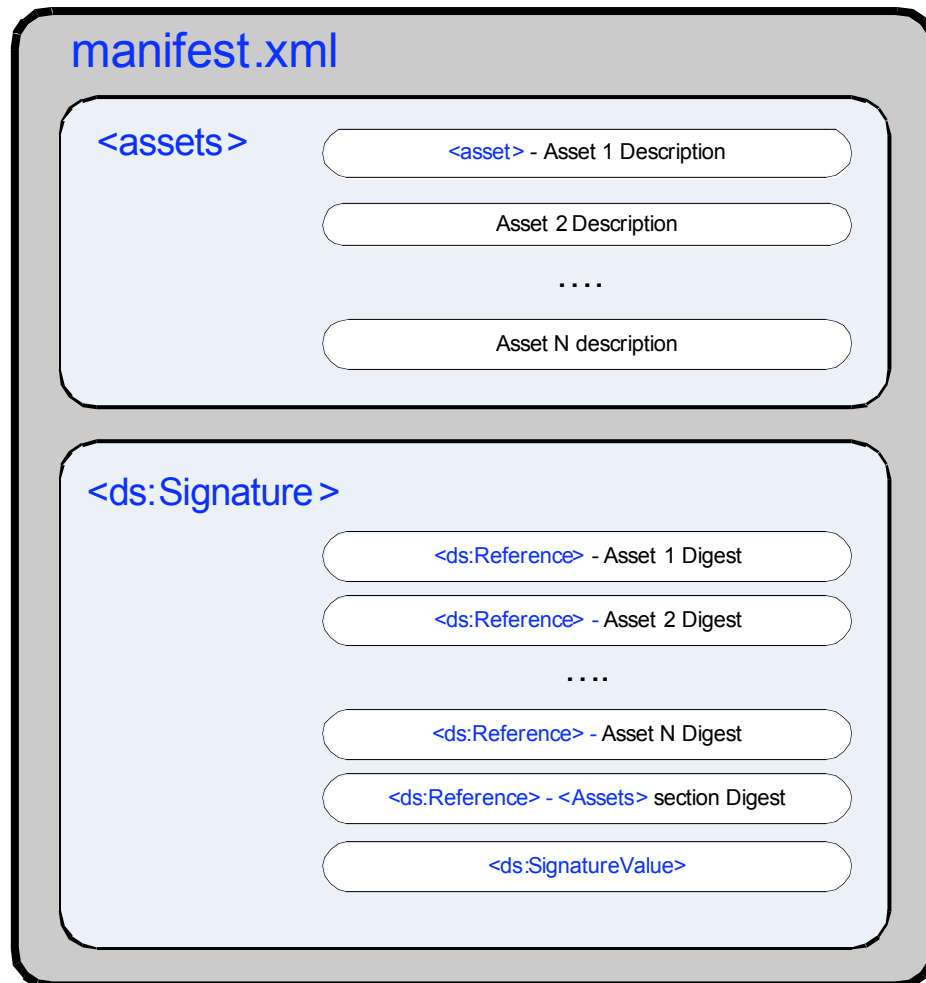 manifest.xml
<assets>
<asset> - Asset 1 Description
Asset 2 Description
....
Asset N description
<ds:Signature>
<ds:Reference> - Asset 1 Digest
<ds:Reference> - Asset 2 Digest
....
<ds:Reference> - Asset N Digest
<ds:Reference> - <Assets> section Digest
<ds:SignatureValue>